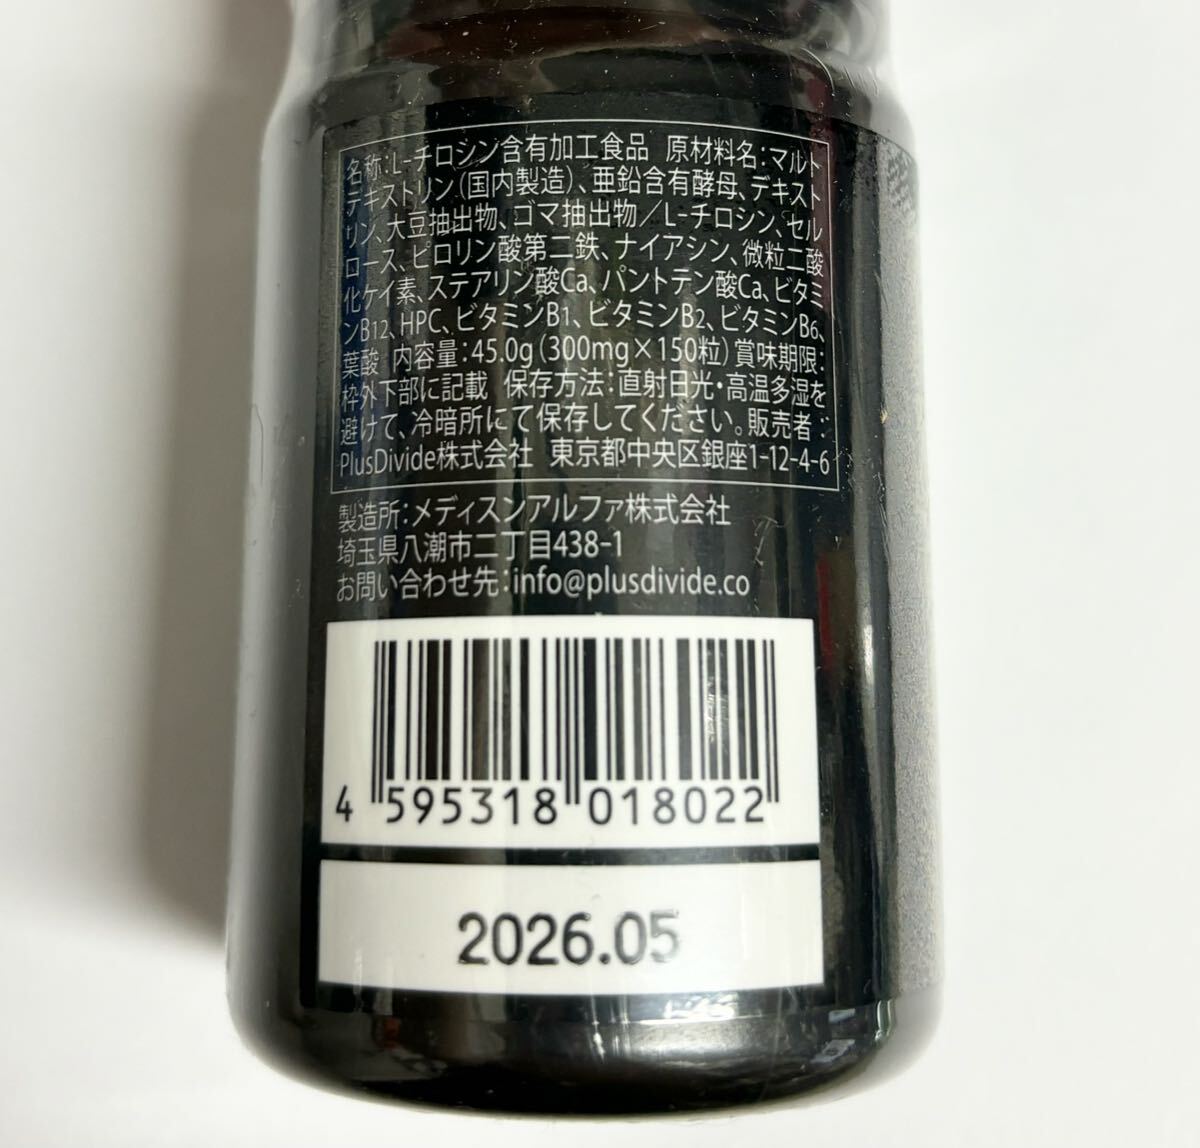 名称:L-チロシン含有加工食品 原材料名:マルト
デキストリン(国内製造)、亜鉛含有酵母、デキスト
リン、大豆抽出物、ゴマ抽出物/L-チロシン、セル
ロース、ピロリン酸第二鉄、ナイアシン、微粒二酸
化ケイ素、ステアリン酸Ca、パントテン酸Ca、ビタミ
ンB12、HPC、ビタミンB1、ビタミンB2、ビタミンB6、
葉酸 内容量:45.0g(300mg×150粒)賞味期限:
枠外下部に記載 保存方法:直射日光・高温多湿を
避けて、冷暗所にて保存してください。販売者:
PlusDivide株式会社 東京都中央区銀座1-12-4-6
製造所:メディスンアルファ株式会社
埼玉県八潮市二丁目438-1
お問い合わせ先:info@plusdivide.co
4 595318 018022
2026.05